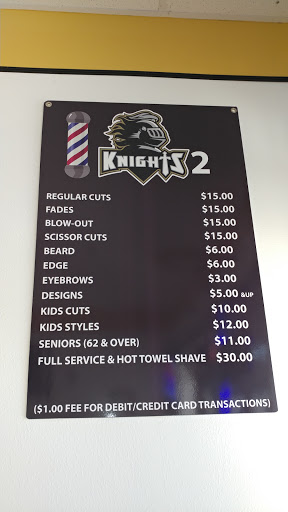 KNIGHTS 2
REGULAR CUTS $15.00
FADES $15.00
BLOW-OUT $15.00
SCISSOR CUTS $15.00
BEARD $6.00
EDGE $6.00
EYEBROWS $3.00
DESIGNS $5.00 &UP
KIDS CUTS $10.00
KIDS STYLES $12.00
SENIORS (62 & OVER) $11.00
FULL SERVICE & HOT TOWEL SHAVE $30.00
($1.00 FEE FOR DEBIT/CREDIT CARD TRANSACTIONS)